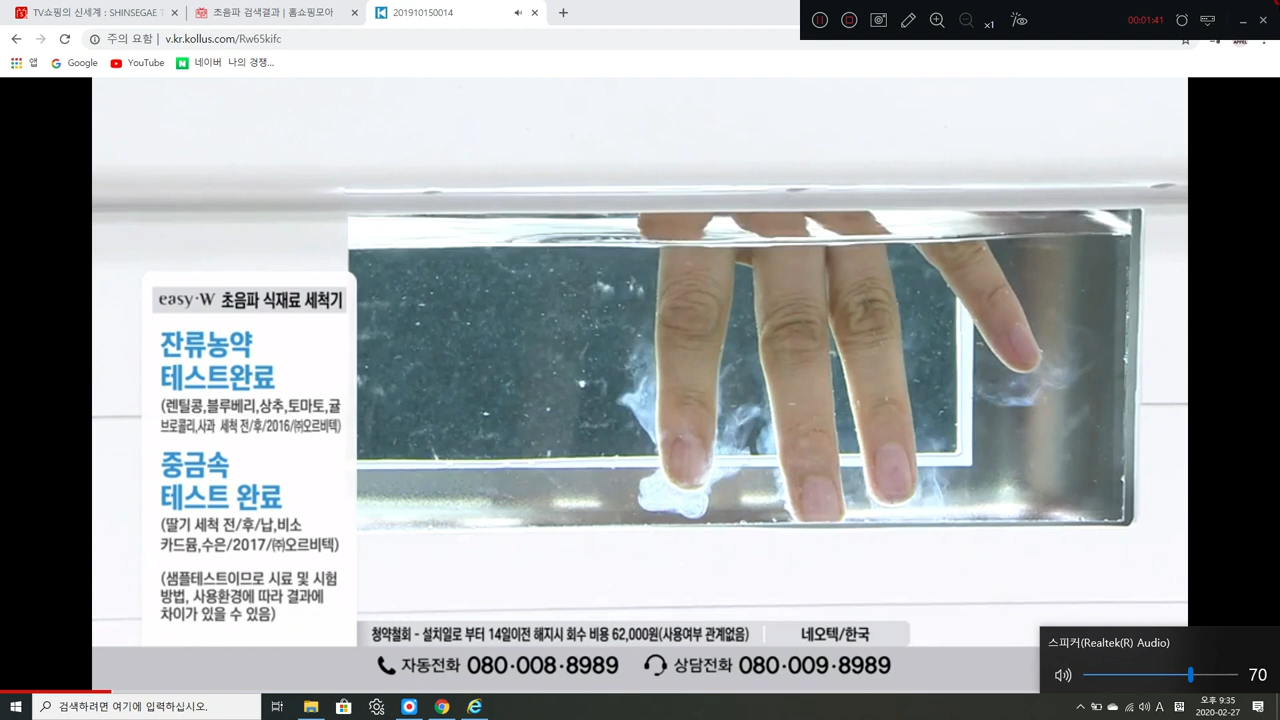 TV쇼핑의 신세계 : SHINSEGAE T
초음파 검색결과 | 홈쇼핑모아
201910150014
x1
00:01:41
주의 요함 | v.kr.kollus.com/Rw65kifc
앱
Google
YouTube
네이버
나의 경쟁...
easy·W 초음파 식재료 세척기
잔류농약
테스트완료
(렌틸콩,블루베리,상추,토마토,귤
브로콜리,사과 세척 전/후/2016/㈜오르비텍)
중금속
테스트 완료
(딸기 세척 전/후/납,비소
카드뮴,수은/2017/㈜오르비텍)
(샘플테스트이므로 시료 및 시험
방법, 사용환경에 따라 결과에
차이가 있을 수 있음)
청약철회 - 설치일로 부터 14일이전 해지시 회수 비용 62,000원(사용여부 관계없음)
네오텍/한국
자동전화 080·008·8989
상담전화 080·009·8989
스피커(Realtek(R) Audio)
70
검색하려면 여기에 입력하십시오.
A
한
오후 9:35
2020-02-27